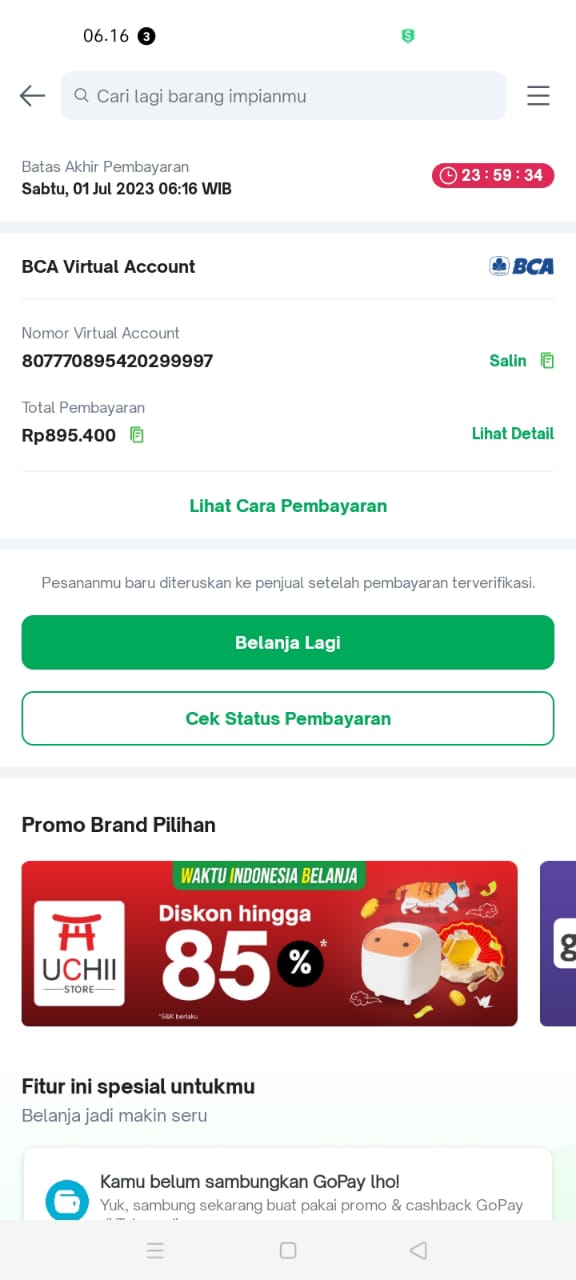 06.16 3
Cari lagi barang impianmu
Batas Akhir Pembayaran
23 : 59 : 34
Sabtu, 01 Jul 2023 06:16 WIB
BCA Virtual Account
BCA
Nomor Virtual Account
807770895420299997
Salin
Total Pembayaran
Rp895.400
Lihat Detail
Lihat Cara Pembayaran
Pesananmu baru diteruskan ke penjual setelah pembayaran terverifikasi.
Belanja Lagi
Cek Status Pembayaran
Promo Brand Pilihan
WAKTU INDONESIA BELANJA
UCHII
STORE
Diskon hingga
85%*
*S&K berlaku
g
Fitur ini spesial untukmu
Belanja jadi makin seru
Kamu belum sambungkan GoPay lho!
Yuk, sambung sekarang buat pakai promo & cashback GoPay